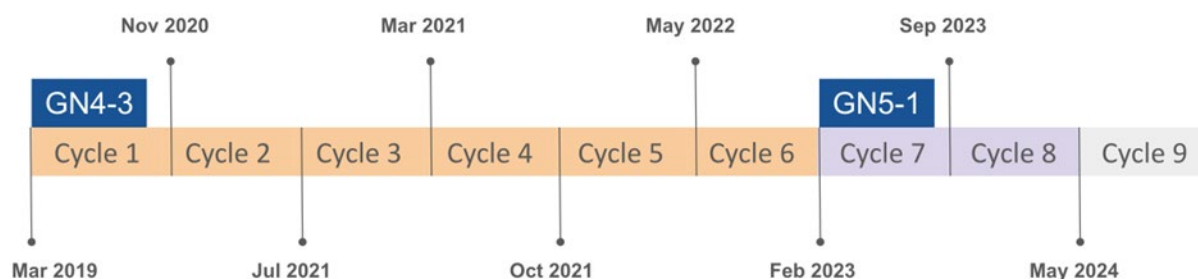 Nov 2020 Mar 2021 May 2022 Sep 2023
GN4-3 GN5-1
Cycle 1 Cycle 2 Cycle 3 Cycle 4 Cycle 5 Cycle 6 Cycle 7 Cycle 8 Cycle 9
Mar 2019 Jul 2021 Oct 2021 Feb 2023 May 2024